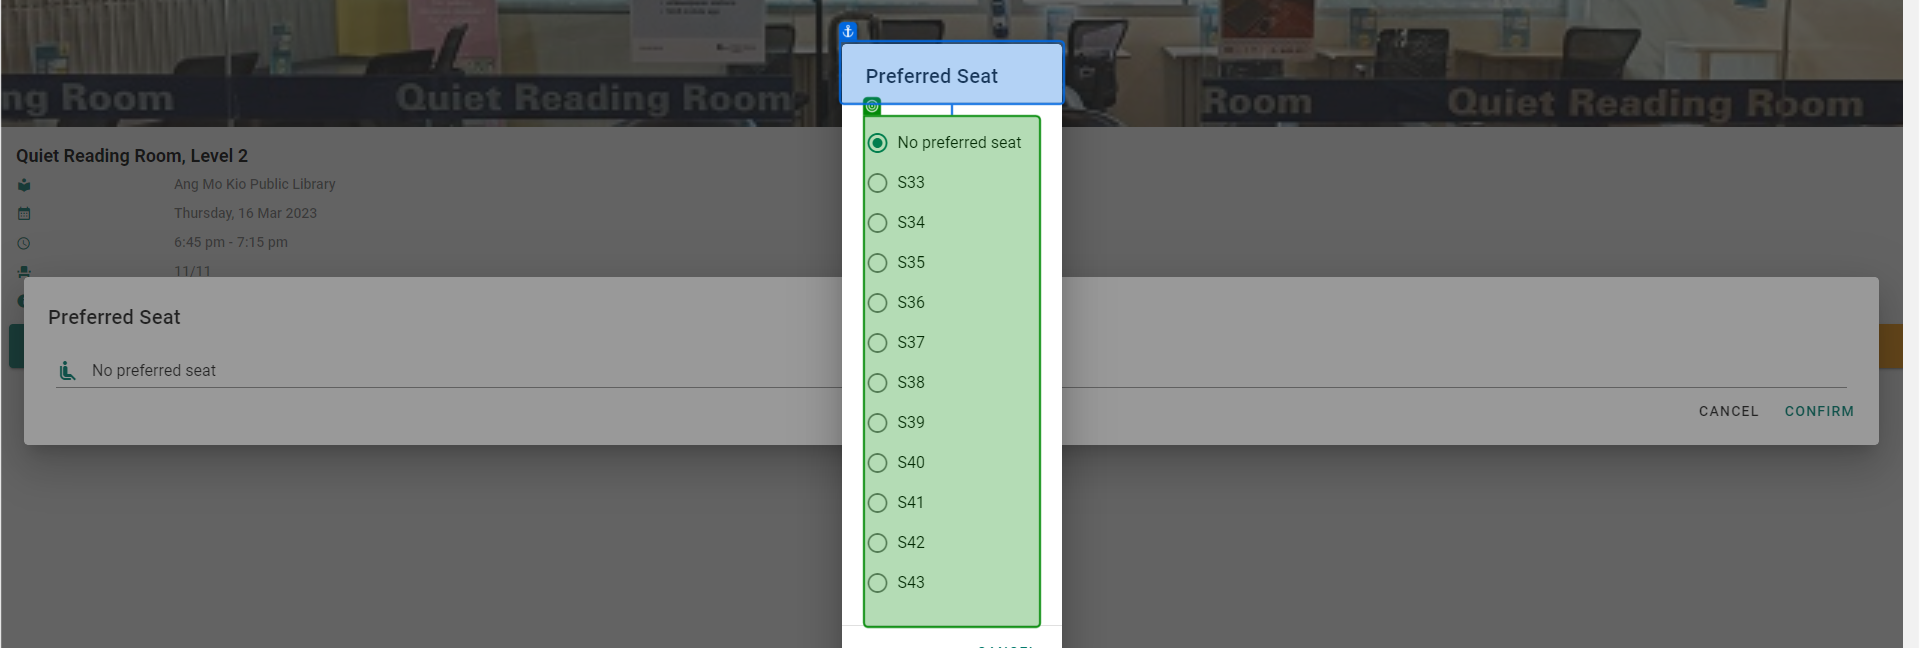 ng Room
Quiet Reading Room
Room
Quiet Reading Room
Quiet Reading Room, Level 2
Ang Mo Kio Public Library
Thursday, 16 Mar 2023
6:45 pm - 7:15 pm
11/11
Preferred Seat
No preferred seat
CANCEL
CONFIRM
Preferred Seat
No preferred seat
S33
S34
S35
S36
S37
S38
S39
S40
S41
S42
S43
CANCEL